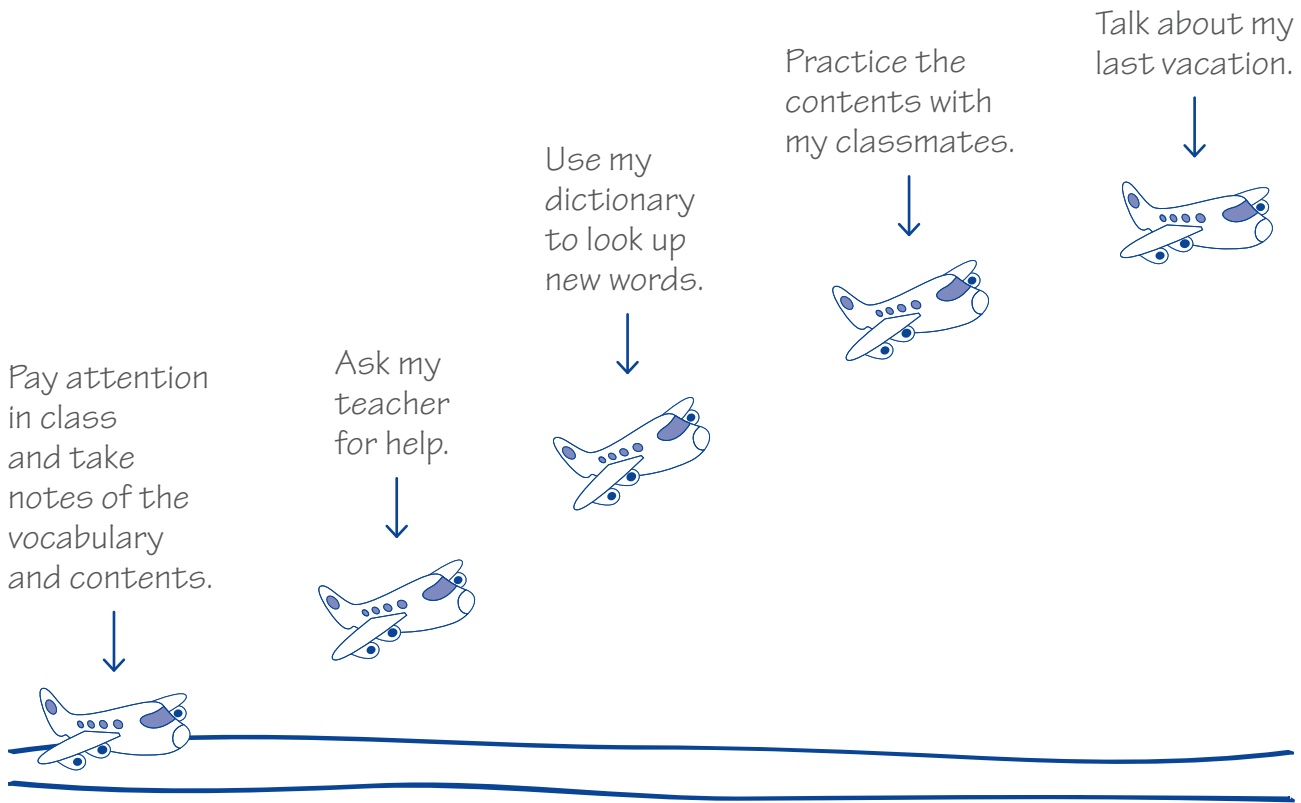 Pay attention
in class
and take
notes of the
vocabulary
and contents.
Ask my
teacher
for help.
Use my
dictionary
to look up
new words.
Practice the
contents with
my classmates.
Talk about my
last vacation.